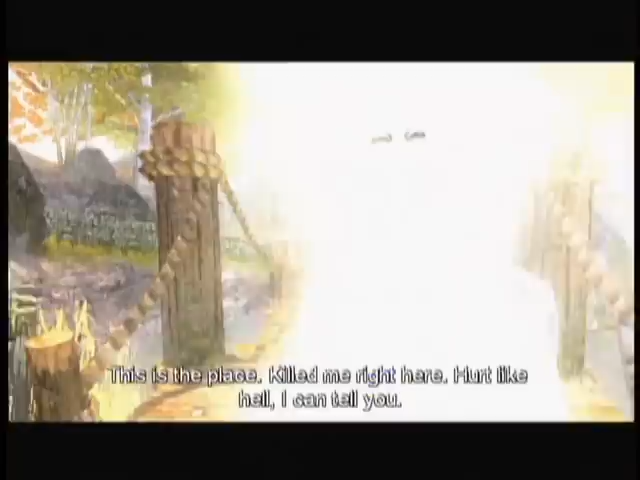 This is the place. Killed me right here. Hurt like
hell, I can tell you.